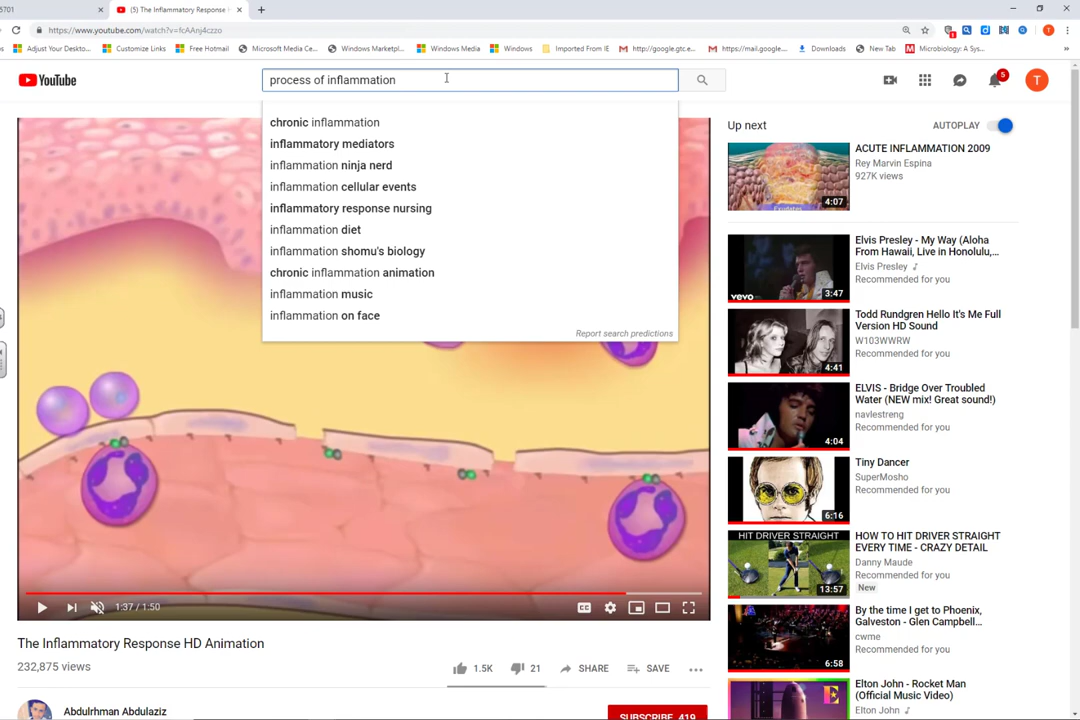 5701
(5) The Inflammatory Response
https://www.youtube.com/watch?v=fcAAnj4czzo
Adjust Your Deskto...
Customize Links
Free Hotmail
Microsoft Media Ce...
Windows Marketpl...
Windows Media
Windows
Imported From IE
http://google.gtc.e...
https://mail.google...
Downloads
New Tab
Microbiology: A Sys...
YouTube
process of inflammation
5
T
chronic inflammation
inflammatory mediators
inflammation ninja nerd
inflammation cellular events
inflammatory response nursing
inflammation diet
inflammation shomu's biology
chronic inflammation animation
inflammation music
inflammation on face
Report search predictions
1:37 / 1:50
CC
The Inflammatory Response HD Animation
232,875 views
1.5K
21
SHARE
SAVE
Abdulrhman Abdulaziz
SUBSCRIBE 419
Up next
AUTOPLAY
ACUTE INFLAMMATION 2009
Rey Marvin Espina
927K views
Exudates
4:07
Elvis Presley - My Way (Aloha
From Hawaii, Live in Honolulu,...
Elvis Presley
Recommended for you
vevo
3:47
Todd Rundgren Hello It's Me Full
Version HD Sound
W103WWRW
Recommended for you
4:41
ELVIS - Bridge Over Troubled
Water (NEW mix! Great sound!)
navlestreng
Recommended for you
4:04
Tiny Dancer
SuperMosho
Recommended for you
6:16
HOW TO HIT DRIVER STRAIGHT
EVERY TIME - CRAZY DETAIL
Danny Maude
Recommended for you
New
HIT DRIVER STRAIGHT
13:57
By the time I get to Phoenix,
Galveston - Glen Campbell...
cwme
Recommended for you
6:58
Elton John - Rocket Man
(Official Music Video)
Elton John